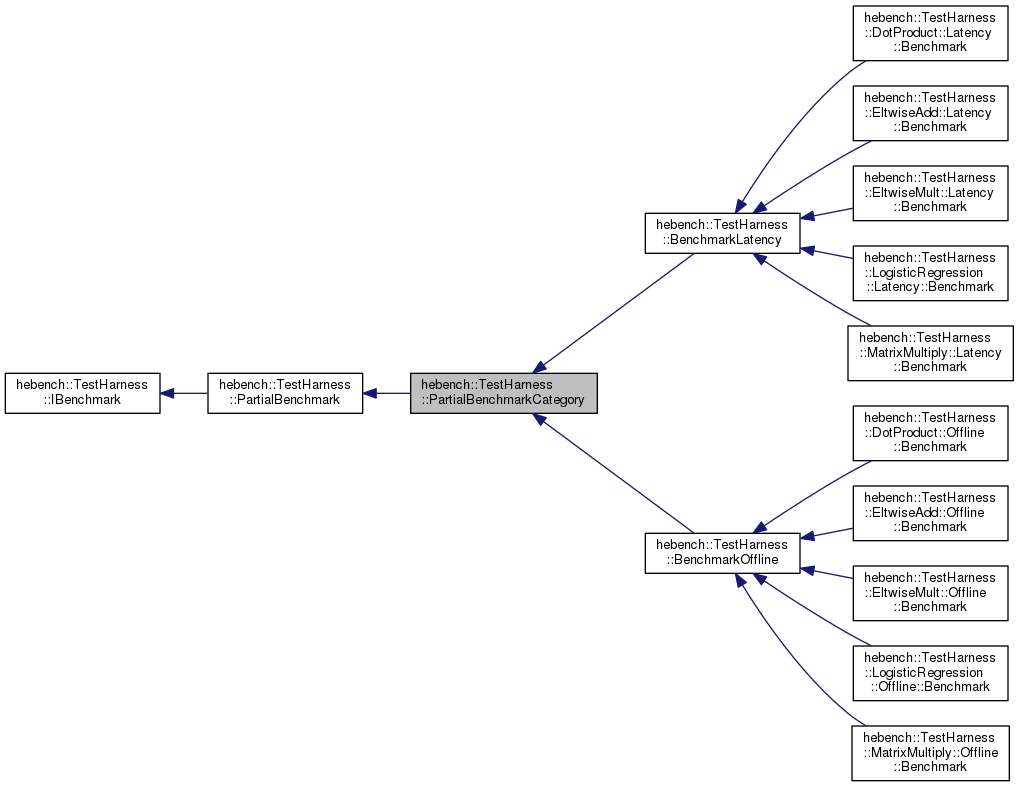 hebench::TestHarness
::IBenchmark
hebench::TestHarness
::PartialBenchmark
hebench::TestHarness
::PartialBenchmarkCategory
hebench::TestHarness
::BenchmarkLatency
hebench::TestHarness
::DotProduct::Latency
::Benchmark
hebench::TestHarness
::EltwiseAdd::Latency
::Benchmark
hebench::TestHarness
::EltwiseMult::Latency
::Benchmark
hebench::TestHarness
::LogisticRegression
::Latency::Benchmark
hebench::TestHarness
::MatrixMultiply::Latency
::Benchmark
hebench::TestHarness
::BenchmarkOffline
hebench::TestHarness
::DotProduct::Offline
::Benchmark
hebench::TestHarness
::EltwiseAdd::Offline
::Benchmark
hebench::TestHarness
::EltwiseMult::Offline
::Benchmark
hebench::TestHarness
::LogisticRegression
::Offline::Benchmark
hebench::TestHarness
::MatrixMultiply::Offline
::Benchmark